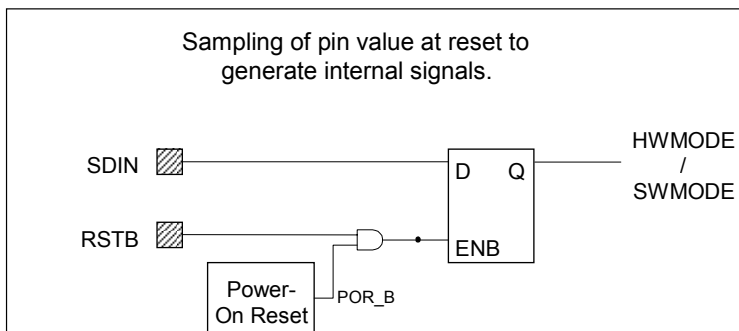 Sampling of pin value at reset to
generate internal signals.
SDIN
D
Q
HWMODE
/
SWMODE
RSTB
ENB
Power-
On Reset
POR_B